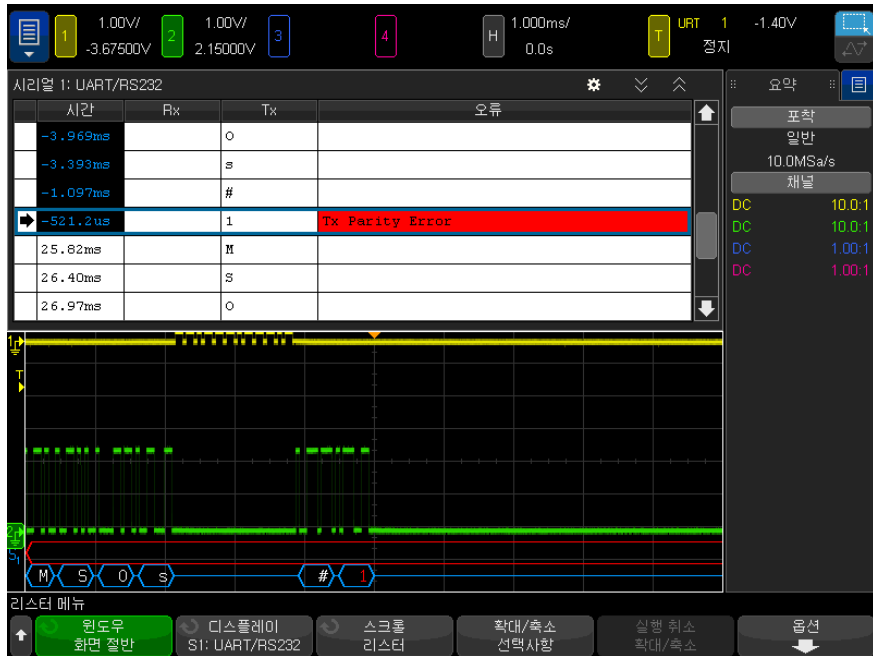 1 1.00V/ 2 1.00V/ 3 4 H 1.000ms/ T URT 1 -1.40V
-3.67500V 2.15000V 0.0s 정지
시리얼 1: UART/RS232
시간 Rx Tx 오류
-3.969ms O
-3.393ms s
-1.097ms #
-521.2us 1 Tx Parity Error
25.82ms M
26.40ms S
26.97ms O
요약
포착
일반
10.0MSa/s
채널
DC 10.0:1
DC 10.0:1
DC 1.00:1
DC 1.00:1
1
T
2
S1
M S O s # 1
리스터 메뉴
윈도우 디스플레이 스크롤 확대/축소 실행 취소 옵션
화면 절반 S1: UART/RS232 리스터 선택사항 확대/축소